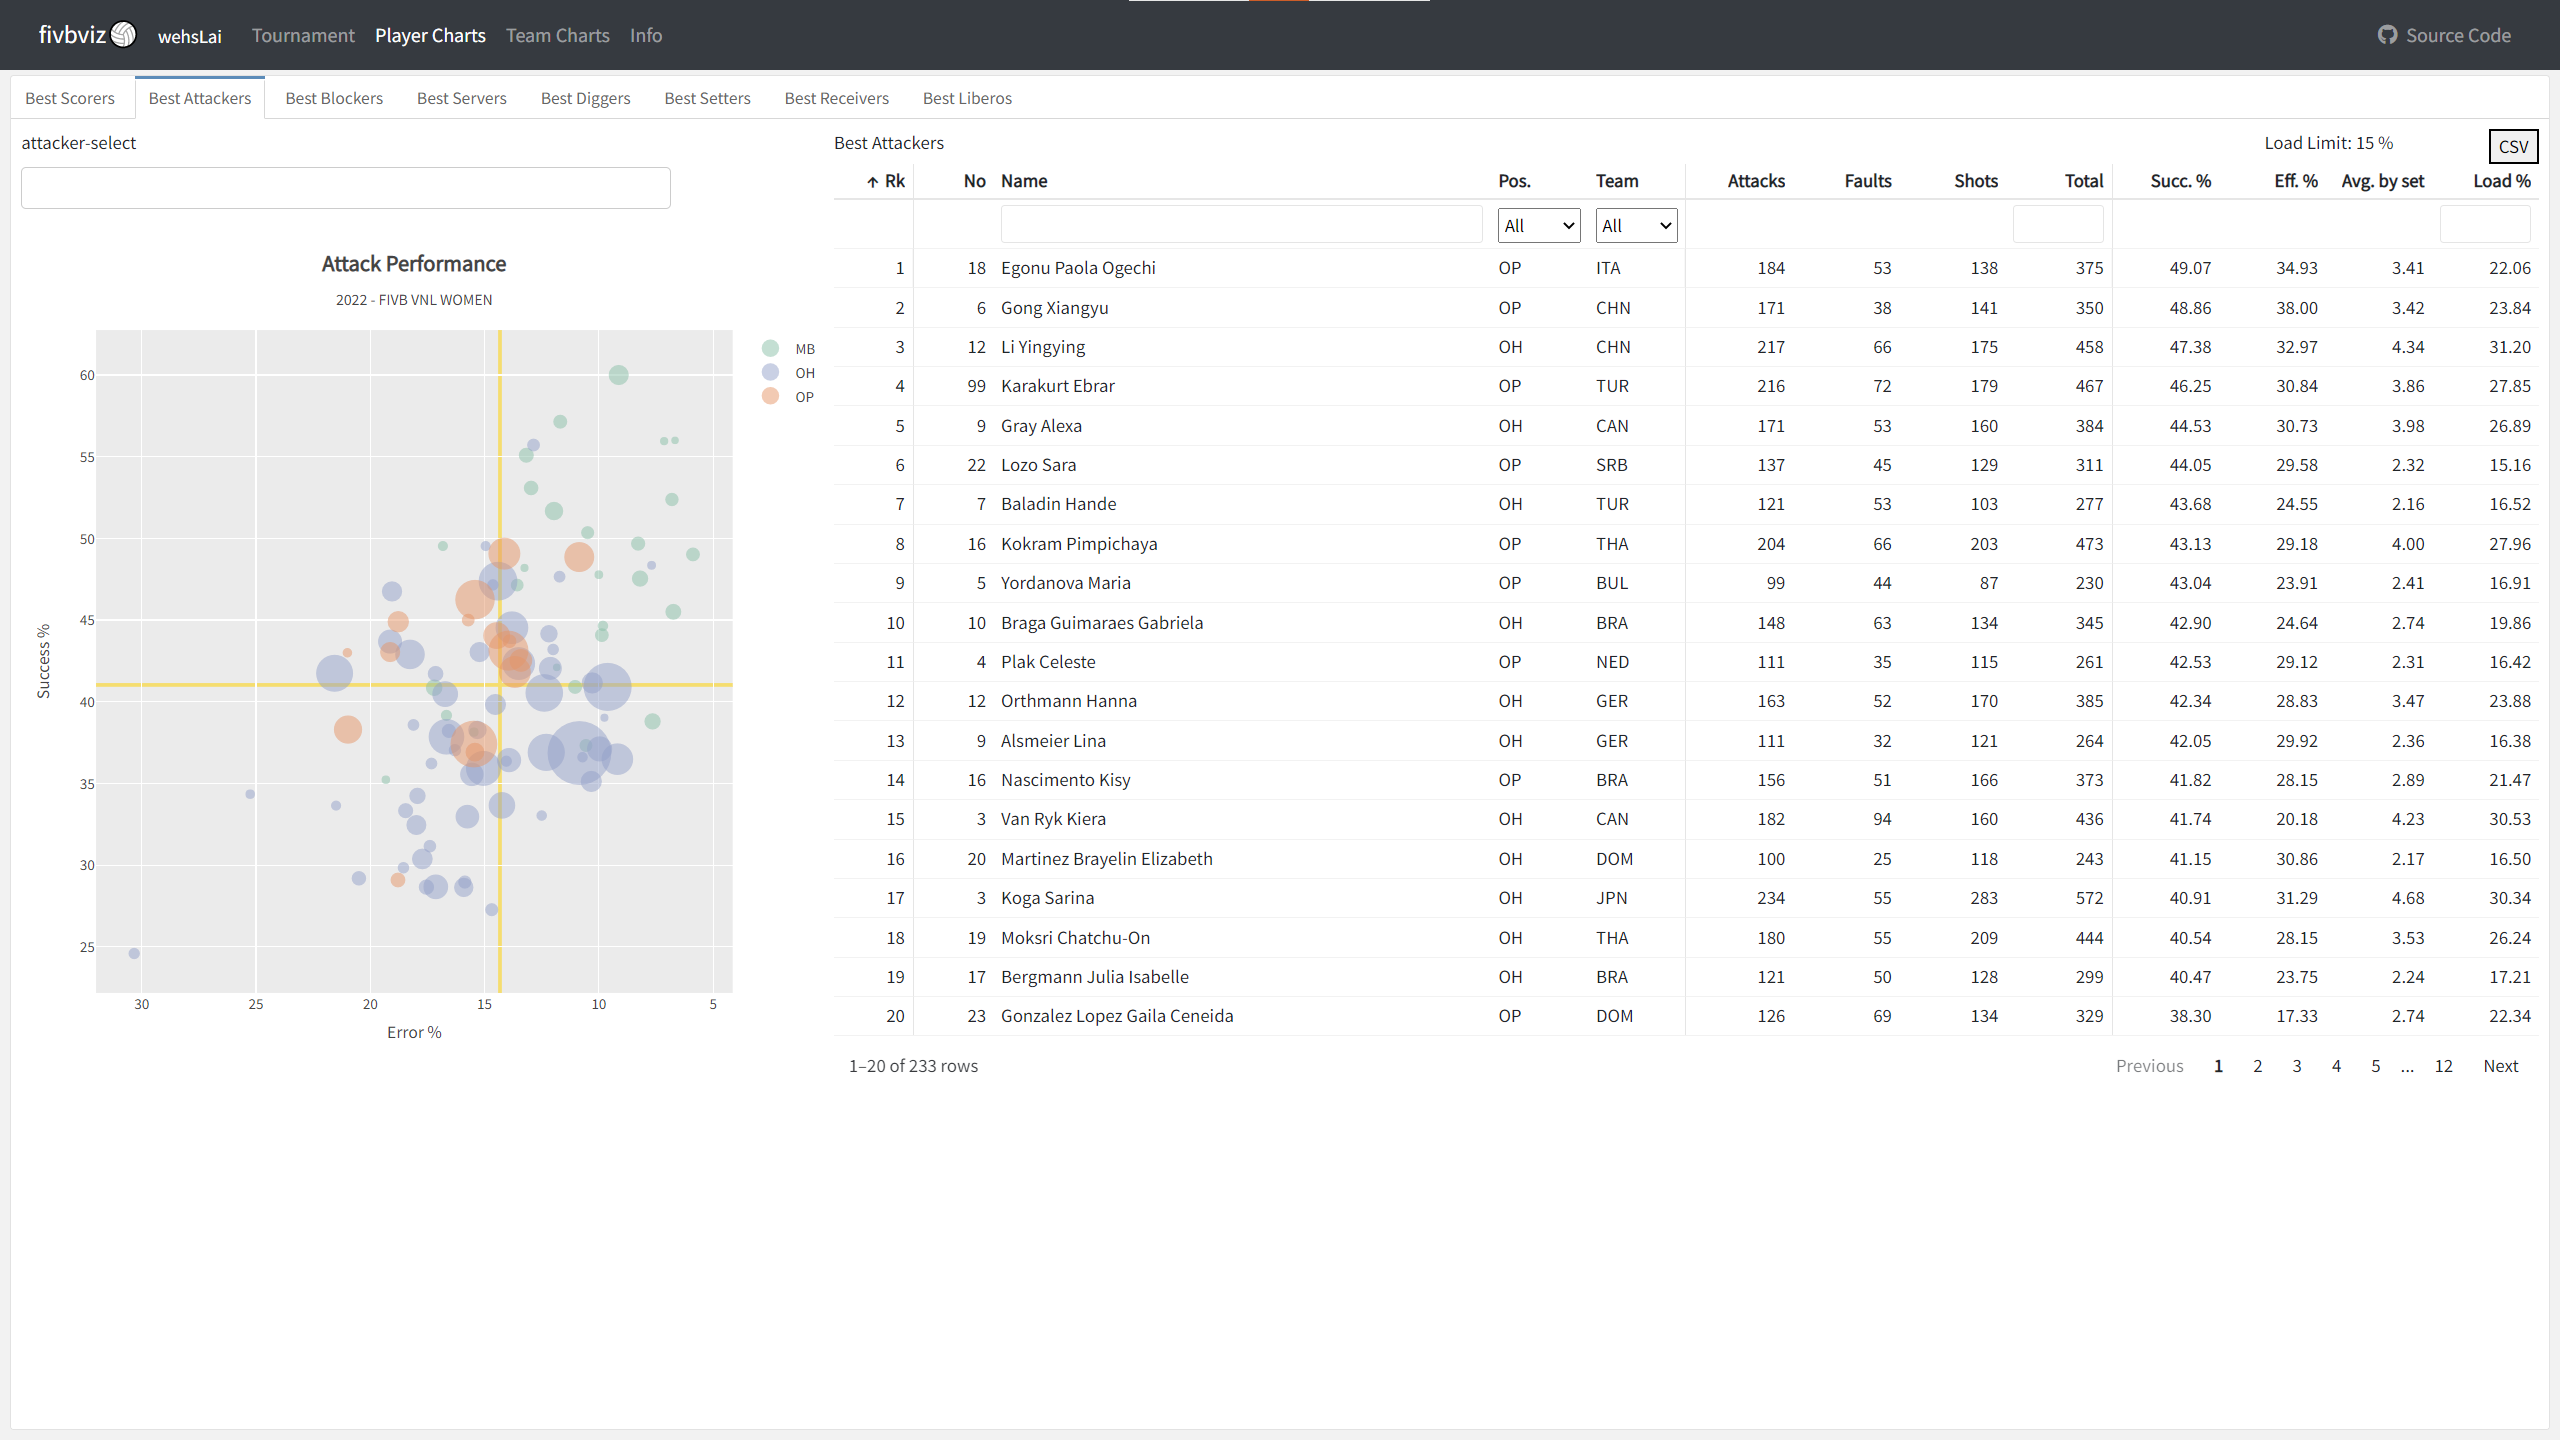 fivbviz wehsLai Tournament Player Charts Team Charts Info Source Code
Best Scorers Best Attackers Best Blockers Best Servers Best Diggers Best Setters Best Receivers Best Liberos
attacker-select
Attack Performance
2022 - FIVB VNL WOMEN
MB
OH
OP
60
55
50
45
40
35
30
25
Success %
30 25 20 15 10 5
Error %
Best Attackers Load Limit: 15 % CSV
↑ Rk No Name Pos. Team Attacks Faults Shots Total Succ. % Eff. % Avg. by set Load %
All All
1 18 Egonu Paola Ogechi OP ITA 184 53 138 375 49.07 34.93 3.41 22.06
2 6 Gong Xiangyu OP CHN 171 38 141 350 48.86 38.00 3.42 23.84
3 12 Li Yingying OH CHN 217 66 175 458 47.38 32.97 4.34 31.20
4 99 Karakurt Ebrar OP TUR 216 72 179 467 46.25 30.84 3.86 27.85
5 9 Gray Alexa OH CAN 171 53 160 384 44.53 30.73 3.98 26.89
6 22 Lozo Sara OP SRB 137 45 129 311 44.05 29.58 2.32 15.16
7 7 Baladin Hande OH TUR 121 53 103 277 43.68 24.55 2.16 16.52
8 16 Kokram Pimpichaya OP THA 204 66 203 473 43.13 29.18 4.00 27.96
9 5 Yordanova Maria OP BUL 99 44 87 230 43.04 23.91 2.41 16.91
10 10 Braga Guimaraes Gabriela OH BRA 148 63 134 345 42.90 24.64 2.74 19.86
11 4 Plak Celeste OP NED 111 35 115 261 42.53 29.12 2.31 16.42
12 12 Orthmann Hanna OH GER 163 52 170 385 42.34 28.83 3.47 23.88
13 9 Alsmeier Lina OH GER 111 32 121 264 42.05 29.92 2.36 16.38
14 16 Nascimento Kisy OP BRA 156 51 166 373 41.82 28.15 2.89 21.47
15 3 Van Ryk Kiera OH CAN 182 94 160 436 41.74 20.18 4.23 30.53
16 20 Martinez Brayelin Elizabeth OH DOM 100 25 118 243 41.15 30.86 2.17 16.50
17 3 Koga Sarina OH JPN 234 55 283 572 40.91 31.29 4.68 30.34
18 19 Moksri Chatchu-On OH THA 180 55 209 444 40.54 28.15 3.53 26.24
19 17 Bergmann Julia Isabelle OH BRA 121 50 128 299 40.47 23.75 2.24 17.21
20 23 Gonzalez Lopez Gaila Ceneida OP DOM 126 69 134 329 38.30 17.33 2.74 22.34
1–20 of 233 rows Previous 1 2 3 4 5 ... 12 Next